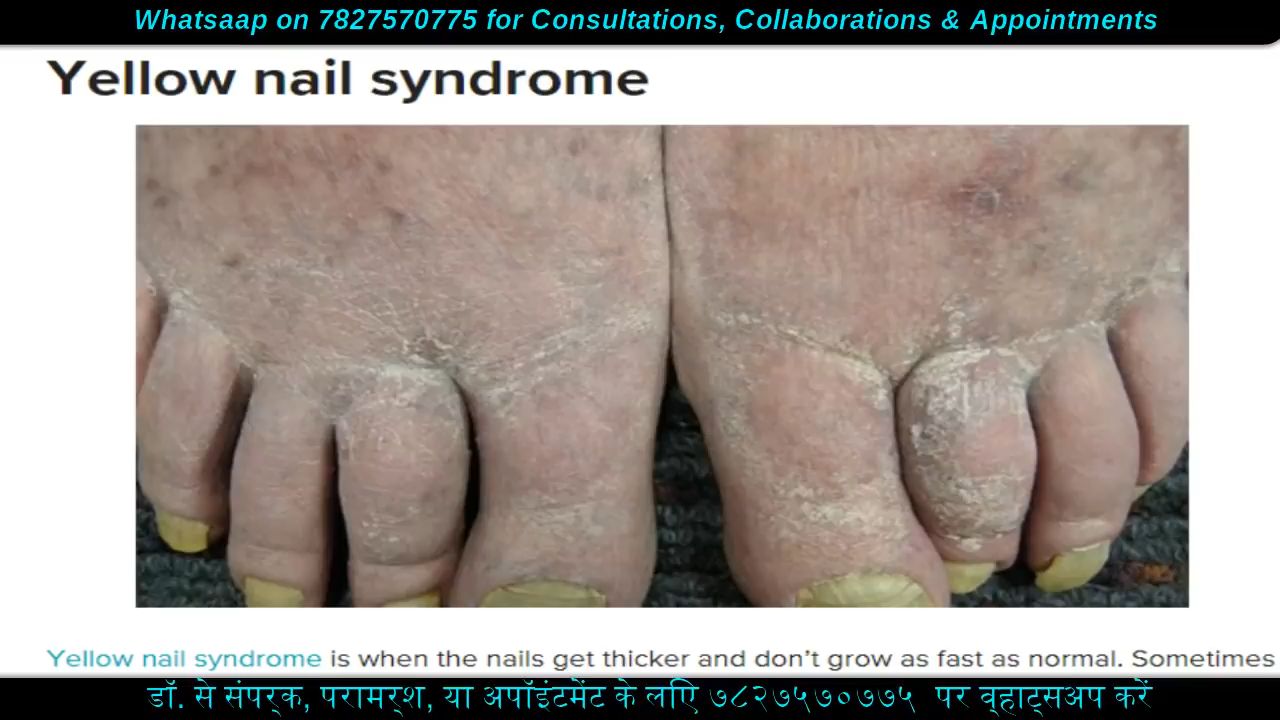 Whatsaap on 7827570775 for Consultations, Collaborations & Appointments
Yellow nail syndrome
Yellow nail syndrome is when the nails get thicker and don't grow as fast as normal. Sometimes
डॉ. से संपर्क, परामर्श, या अपॉइंटमेंट के लिए ७८२७५७०७७५ पर व्हाट्सअप करें